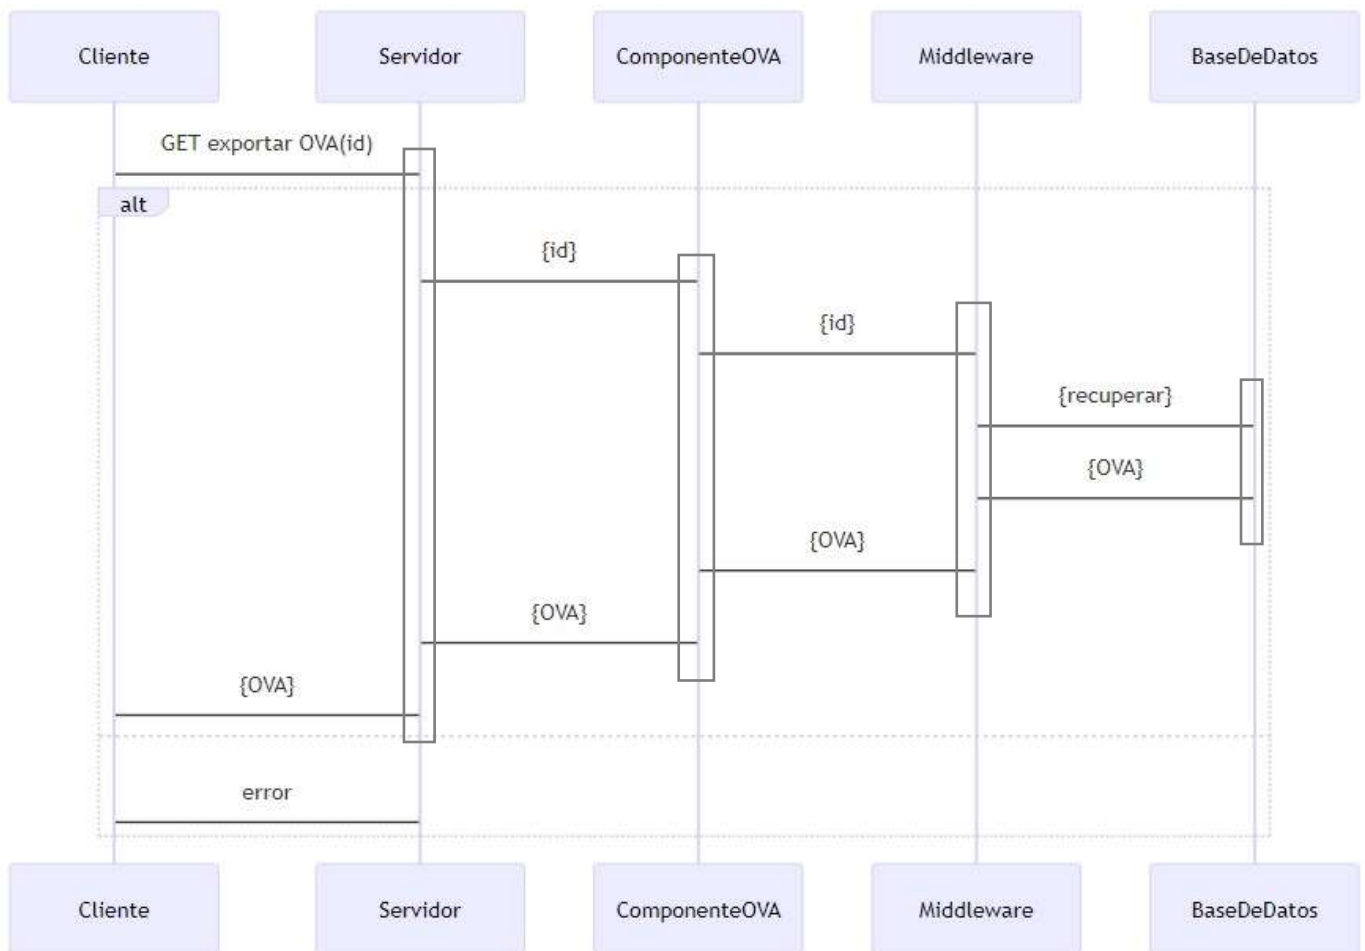 Cliente
Servidor
ComponenteOVA
Middleware
BaseDeDatos
GET exportar OVA(id)
alt
{id}
{id}
{recuperar}
{OVA}
{OVA}
{OVA}
{OVA}
error
Cliente
Servidor
ComponenteOVA
Middleware
BaseDeDatos